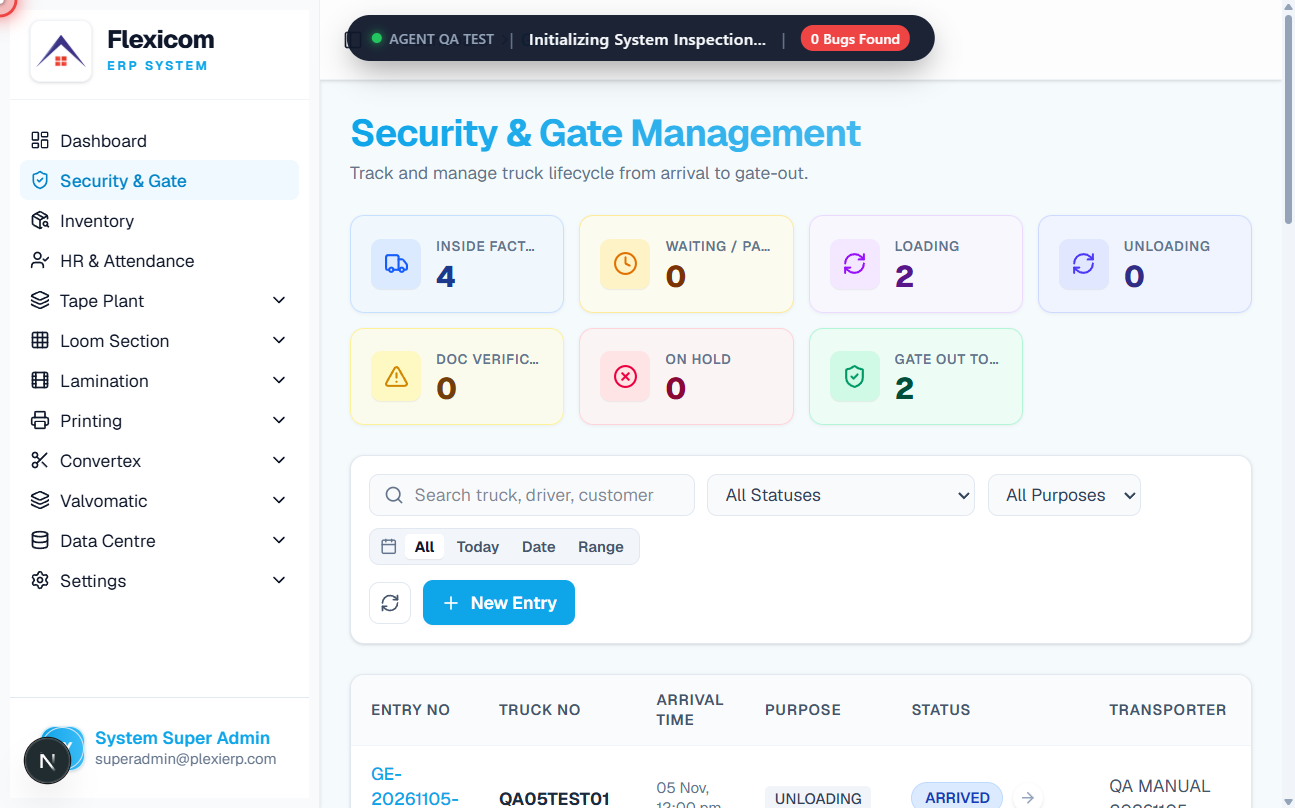 Flexicom
ERP SYSTEM
AGENT QA TEST | Initializing System Inspection... | 0 Bugs Found
Dashboard
Security & Gate
Inventory
HR & Attendance
Tape Plant
Loom Section
Lamination
Printing
Convertex
Valvomatic
Data Centre
Settings
System Super Admin
superadmin@plexierp.com
N
Security & Gate Management
Track and manage truck lifecycle from arrival to gate-out.
INSIDE FACT...
4
WAITING / PA...
0
LOADING
2
UNLOADING
0
DOC VERIFIC...
0
ON HOLD
0
GATE OUT TO...
2
Search truck, driver, customer
All Statuses
All Purposes
All Today Date Range
New Entry
ENTRY NO TRUCK NO ARRIVAL TIME PURPOSE STATUS TRANSPORTER
GE-
20261105-
QA05TEST01
05 Nov,
12:00 pm
UNLOADING
ARRIVED
QA MANUAL
20261105